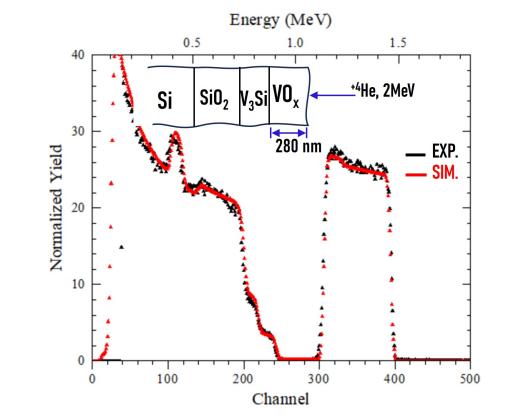 Energy (MeV)
0.5 1.0 1.5
40
30
20
10
0
Normalized Yield
Si SiO₂ V₃Si VOₓ
⁺⁴He, 2MeV
280 nm
EXP.
SIM.
0 100 200 300 400 500
Channel